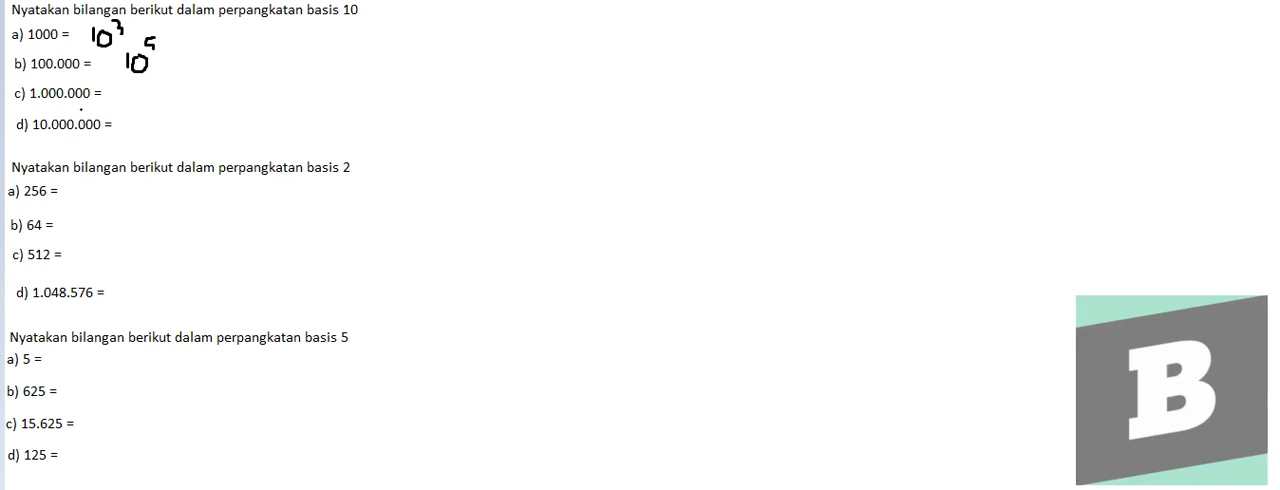 Nyatakan bilangan berikut dalam perpangkatan basis 10
a) 1000 = 10³
b) 100.000 = 10⁵
c) 1.000.000 =
d) 10.000.000 =
Nyatakan bilangan berikut dalam perpangkatan basis 2
a) 256 =
b) 64 =
c) 512 =
d) 1.048.576 =
Nyatakan bilangan berikut dalam perpangkatan basis 5
a) 5 =
b) 625 =
c) 15.625 =
d) 125 =
B